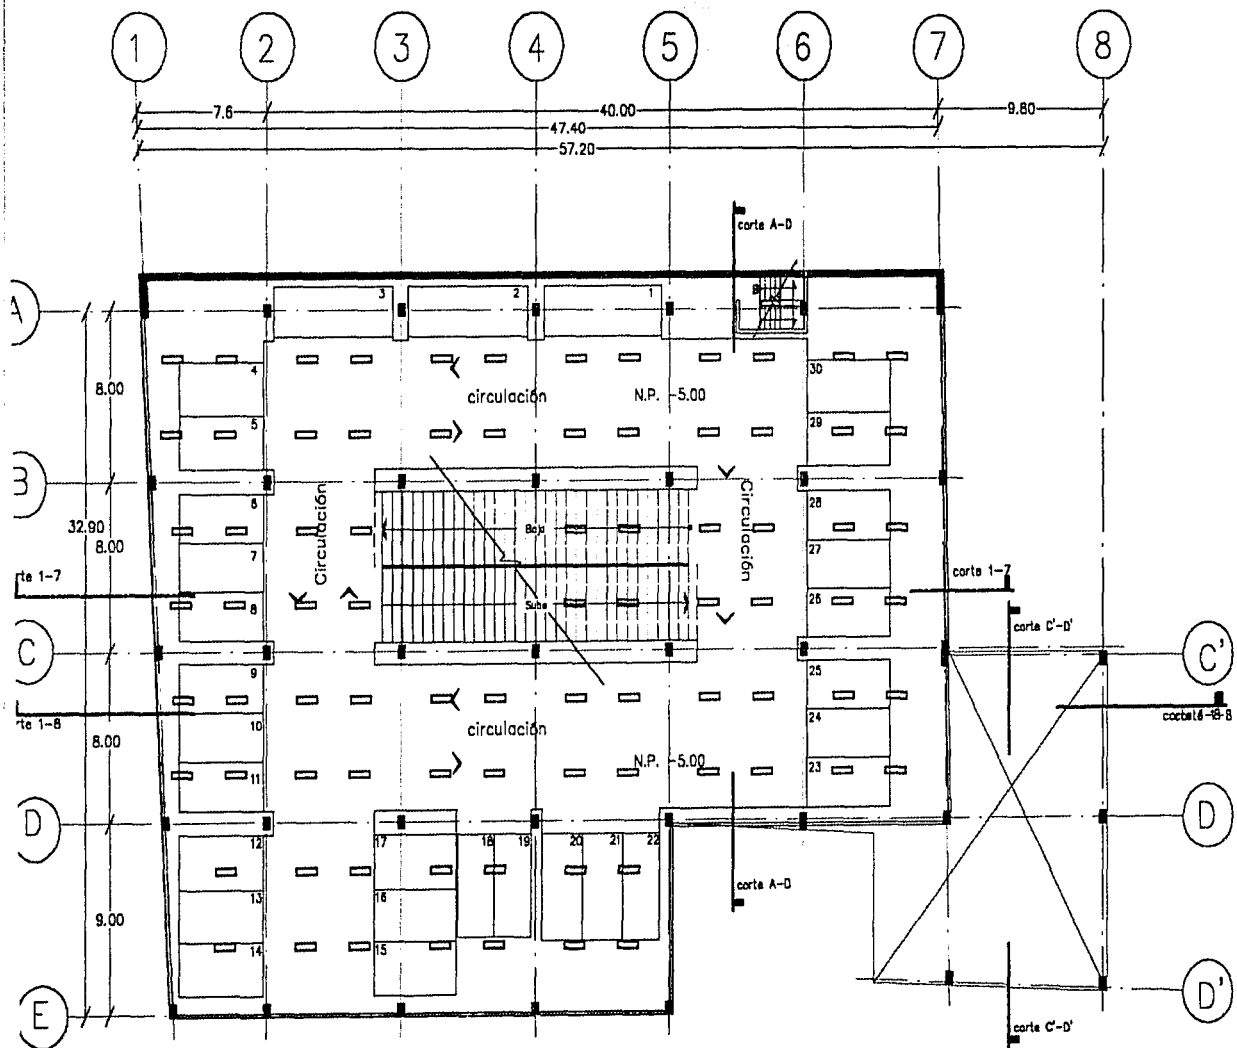 1 2 3 4 5 6 7 8
7.6 40.00 9.80
47.40
57.20
corte A-D
A
3 2 1
B
4
30
8.00
circulación N.P. -5.00
5
29
B
6
Circulación
Circulación
28
32.90
Baja
8.00
7
27
corte 1-7
rte 1-7
8
Sube
26
corte C'-D'
C
C'
9
25
rte 1-8
10
circulación
24
8.00
N.P. -5.00
11
23
D
D
12
17 18 19 20 21 22
13
16
corte A-D
9.00
14
15
D'
E
corte C'-D'